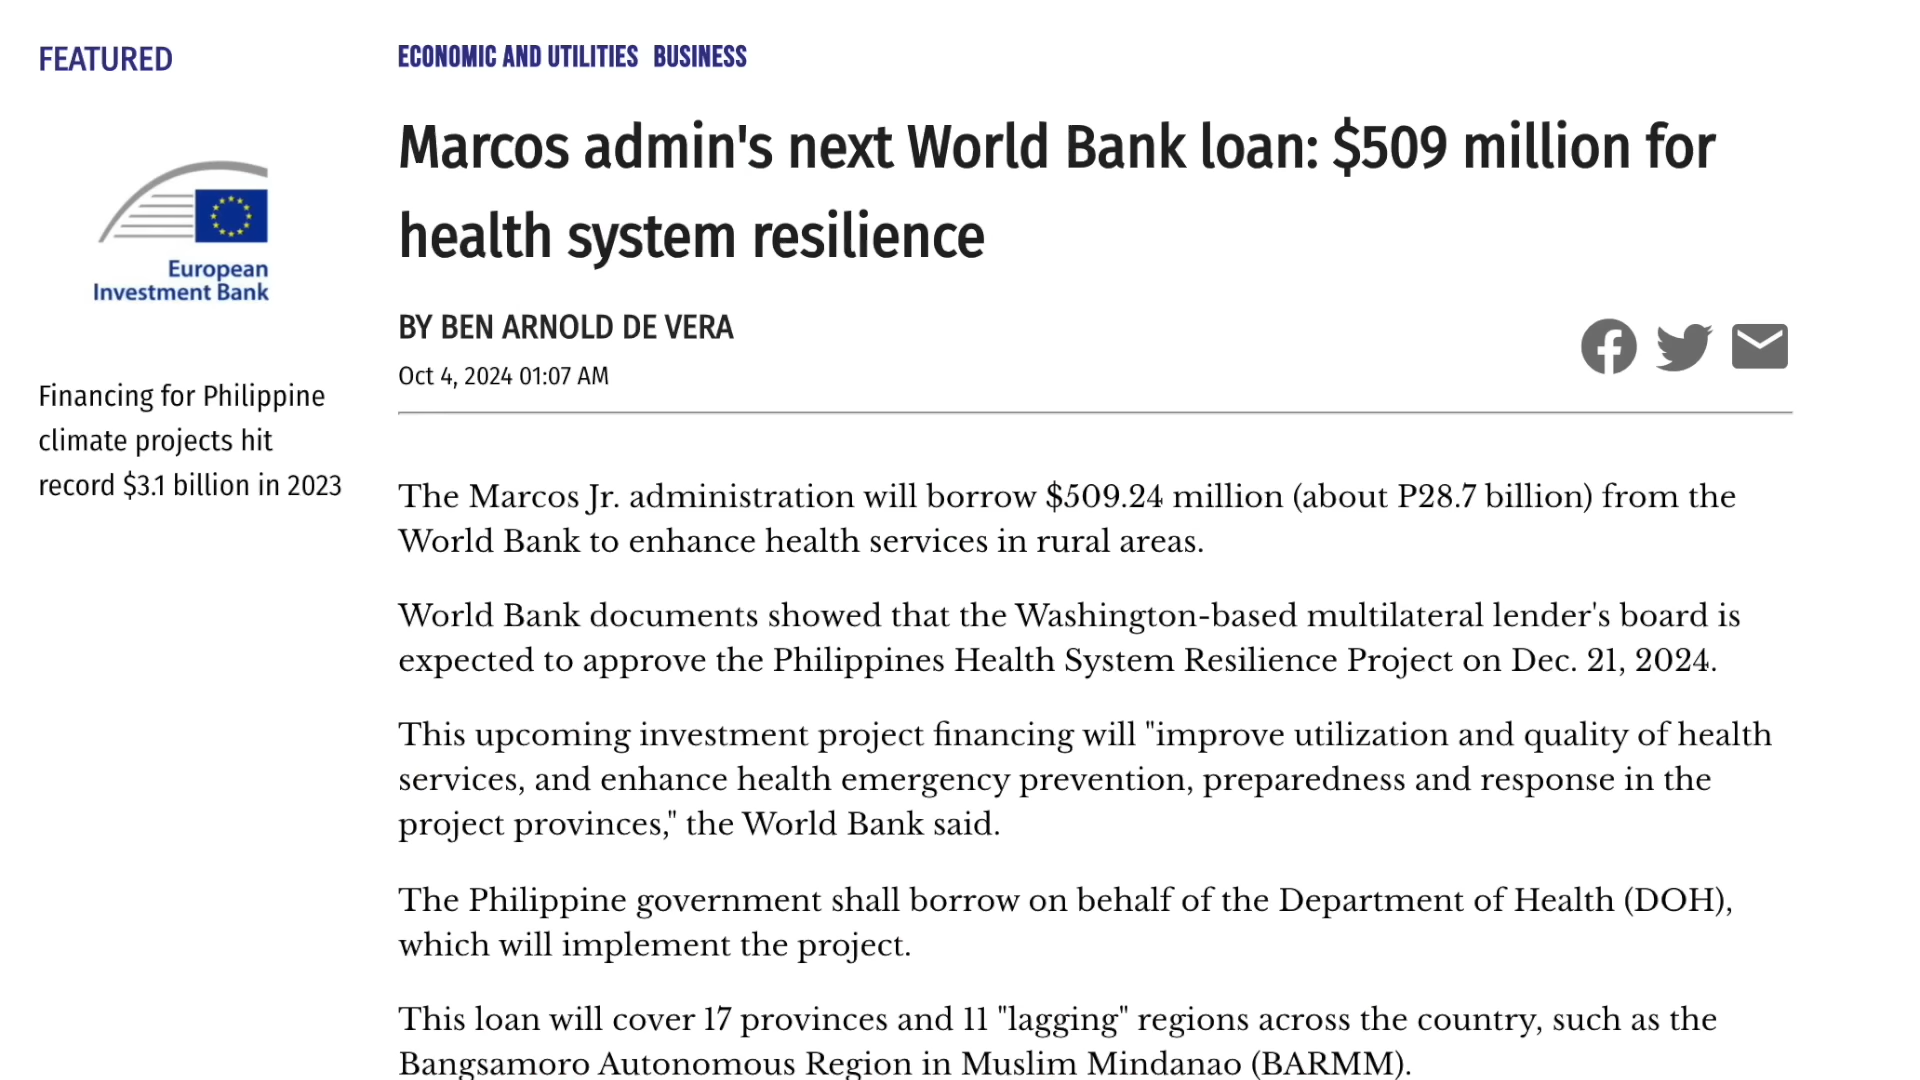 FEATURED
European
Investment Bank
Financing for Philippine
climate projects hit
record $3.1 billion in 2023
ECONOMIC AND UTILITIES BUSINESS
Marcos admin's next World Bank loan: $509 million for
health system resilience
BY BEN ARNOLD DE VERA
Oct 4, 2024 01:07 AM
The Marcos Jr. administration will borrow $509.24 million (about P28.7 billion) from the
World Bank to enhance health services in rural areas.
World Bank documents showed that the Washington-based multilateral lender's board is
expected to approve the Philippines Health System Resilience Project on Dec. 21, 2024.
This upcoming investment project financing will "improve utilization and quality of health
services, and enhance health emergency prevention, preparedness and response in the
project provinces," the World Bank said.
The Philippine government shall borrow on behalf of the Department of Health (DOH),
which will implement the project.
This loan will cover 17 provinces and 11 "lagging" regions across the country, such as the
Bangsamoro Autonomous Region in Muslim Mindanao (BARMM).